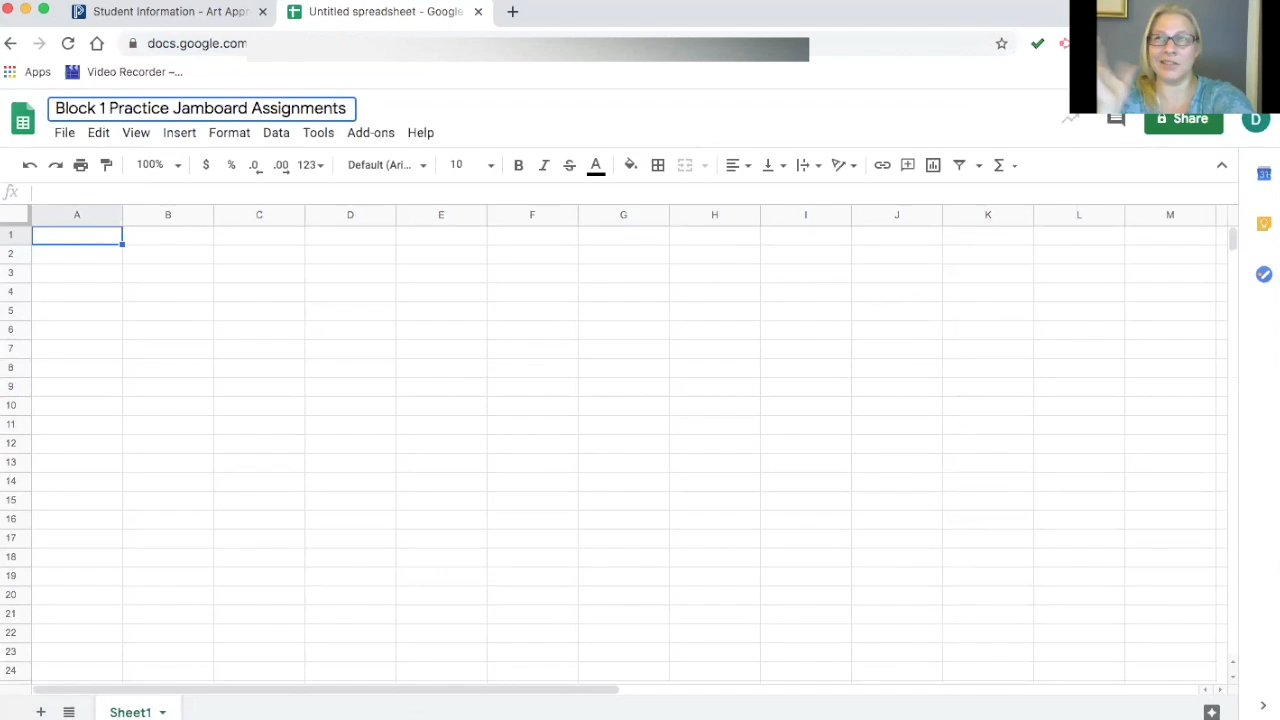 Student Information - Art Appr
Untitled spreadsheet - Google
docs.google.com
Apps
Video Recorder –...
Block 1 Practice Jamboard Assignments
File Edit View Insert Format Data Tools Add-ons Help
Share
D
100% $ % .0 .00 123 Default (Ari... 10 B I S A Σ
31
fx
A B C D E F G H I J K L M
1
2
3
4
5
6
7
8
9
10
11
12
13
14
15
16
17
18
19
20
21
22
23
24
Sheet1